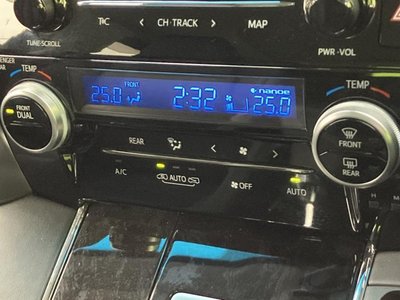 T/C
< CH·TRACK >
MAP
TUNE·SCROLL
PWR·VOL
TEMP
FRONT
25.0
2:32
nanoe
25.0
TEMP
FRONT
DUAL
REAR
A/C
AUTO
OFF
AUTO
FRONT
REAR
H
M